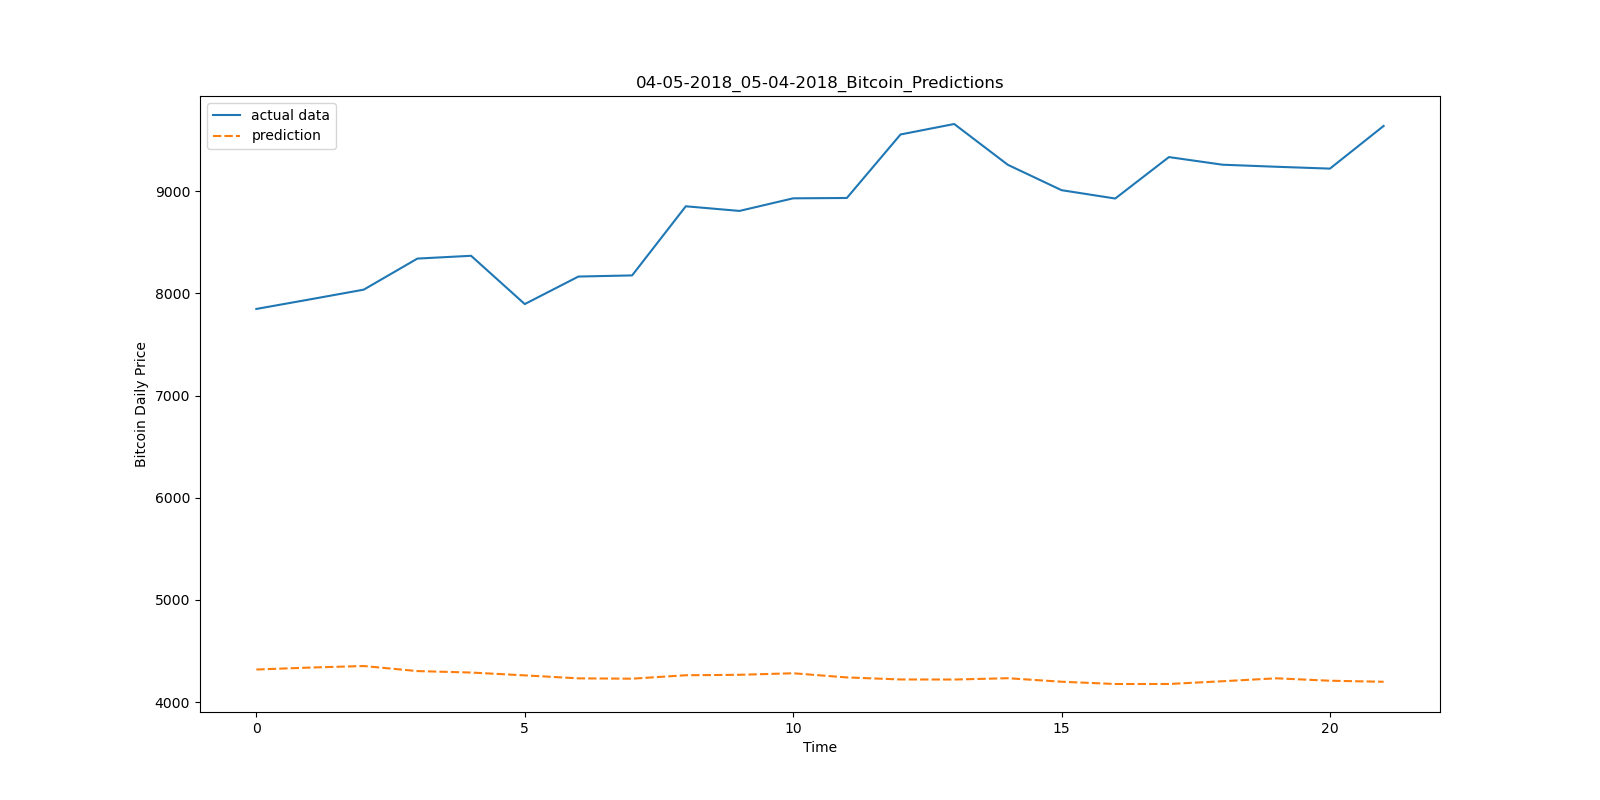 04-05-2018_05-04-2018_Bitcoin_Predictions
actual data
prediction
Bitcoin Daily Price
9000
8000
7000
6000
5000
4000
0 5 10 15 20
Time